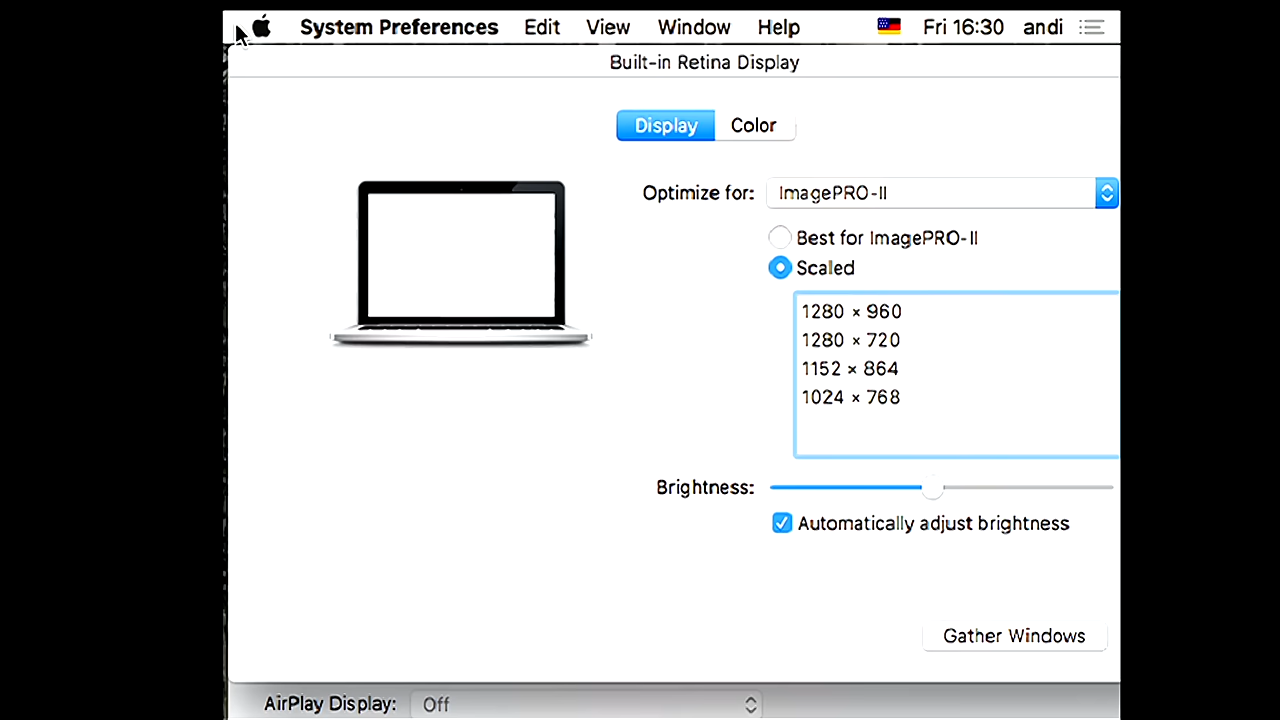 System Preferences Edit View Window Help Fri 16:30 andi
Built-in Retina Display
Display Color
Optimize for: ImagePRO-II
Best for ImagePRO-II
Scaled
1280 × 960
1280 × 720
1152 × 864
1024 × 768
Brightness:
Automatically adjust brightness
Gather Windows
AirPlay Display: Off